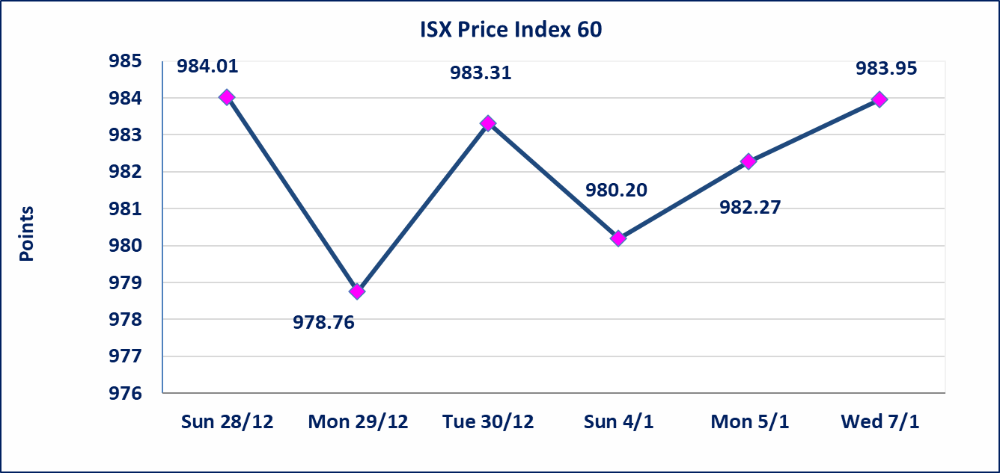 ISX Price Index 60
Points
985
984
983
982
981
980
979
978
977
976
984.01
978.76
983.31
980.20
982.27
983.95
Sun 28/12
Mon 29/12
Tue 30/12
Sun 4/1
Mon 5/1
Wed 7/1